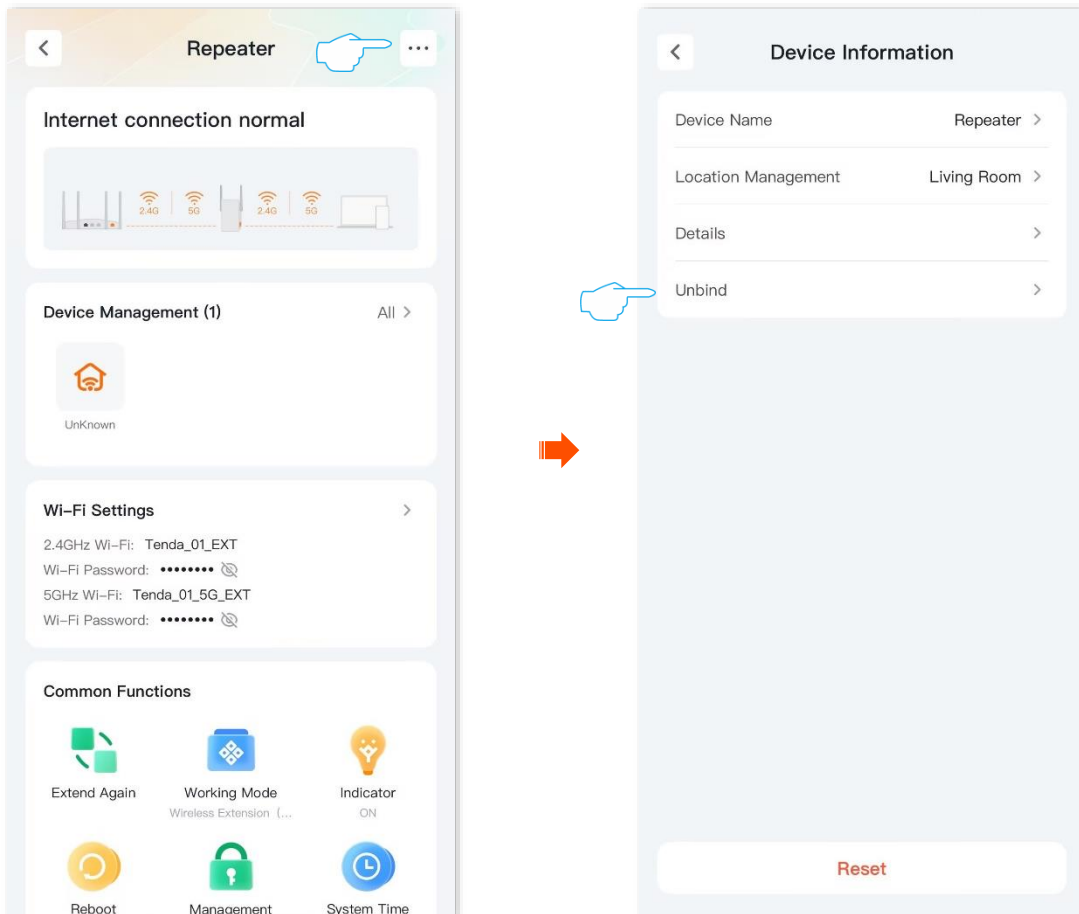 Repeater
Internet connection normal
2.4G 5G 2.4G 5G
Device Management (1) All
UnKnown
Wi-Fi Settings
2.4GHz Wi-Fi: Tenda_01_EXT
Wi-Fi Password: ••••••••
5GHz Wi-Fi: Tenda_01_5G_EXT
Wi-Fi Password: ••••••••
Common Functions
Extend Again Working Mode Indicator
Wireless Extension (... ON
Reboot Management System Time
Device Information
Device Name Repeater
Location Management Living Room
Details
Unbind
Reset